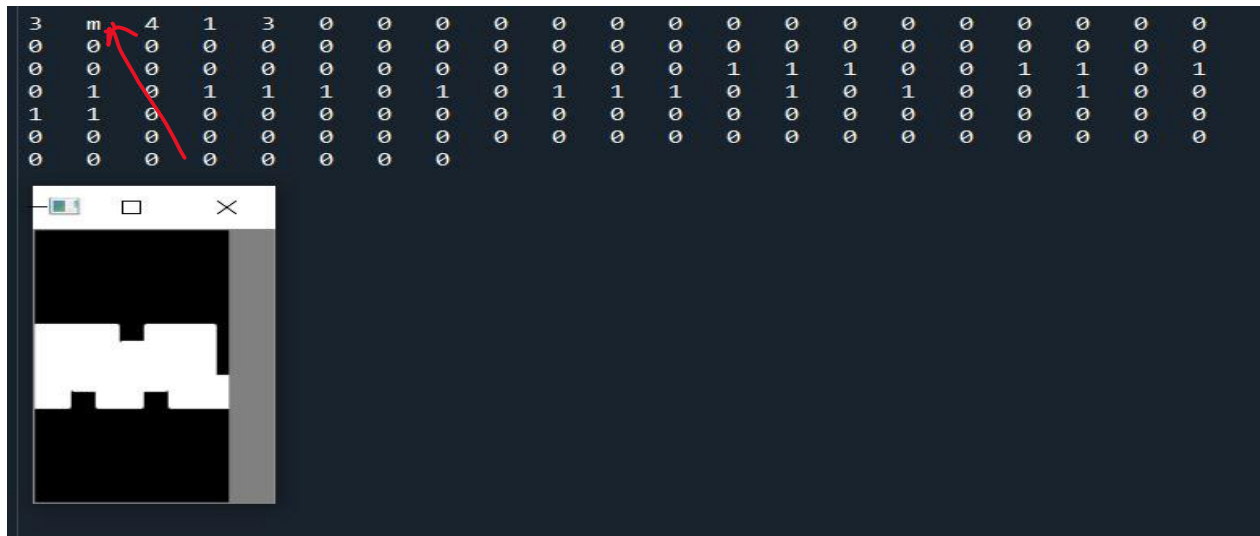 3 m 4 1 3 0 0 0 0 0 0 0 0 0 0 0 0 0 0 0 0
0 0 0 0 0 0 0 0 0 0 0 0 0 0 0 0 0 0 0 0 0
0 0 0 0 0 0 0 0 0 0 0 0 1 1 1 0 0 1 1 0 1
0 1 0 1 1 1 0 1 0 1 1 1 0 1 0 1 0 0 1 0 0
1 1 0 0 0 0 0 0 0 0 0 0 0 0 0 0 0 0 0 0 0
0 0 0 0 0 0 0 0 0 0 0 0 0 0 0 0 0 0 0 0 0
0 0 0 0 0 0 0 0